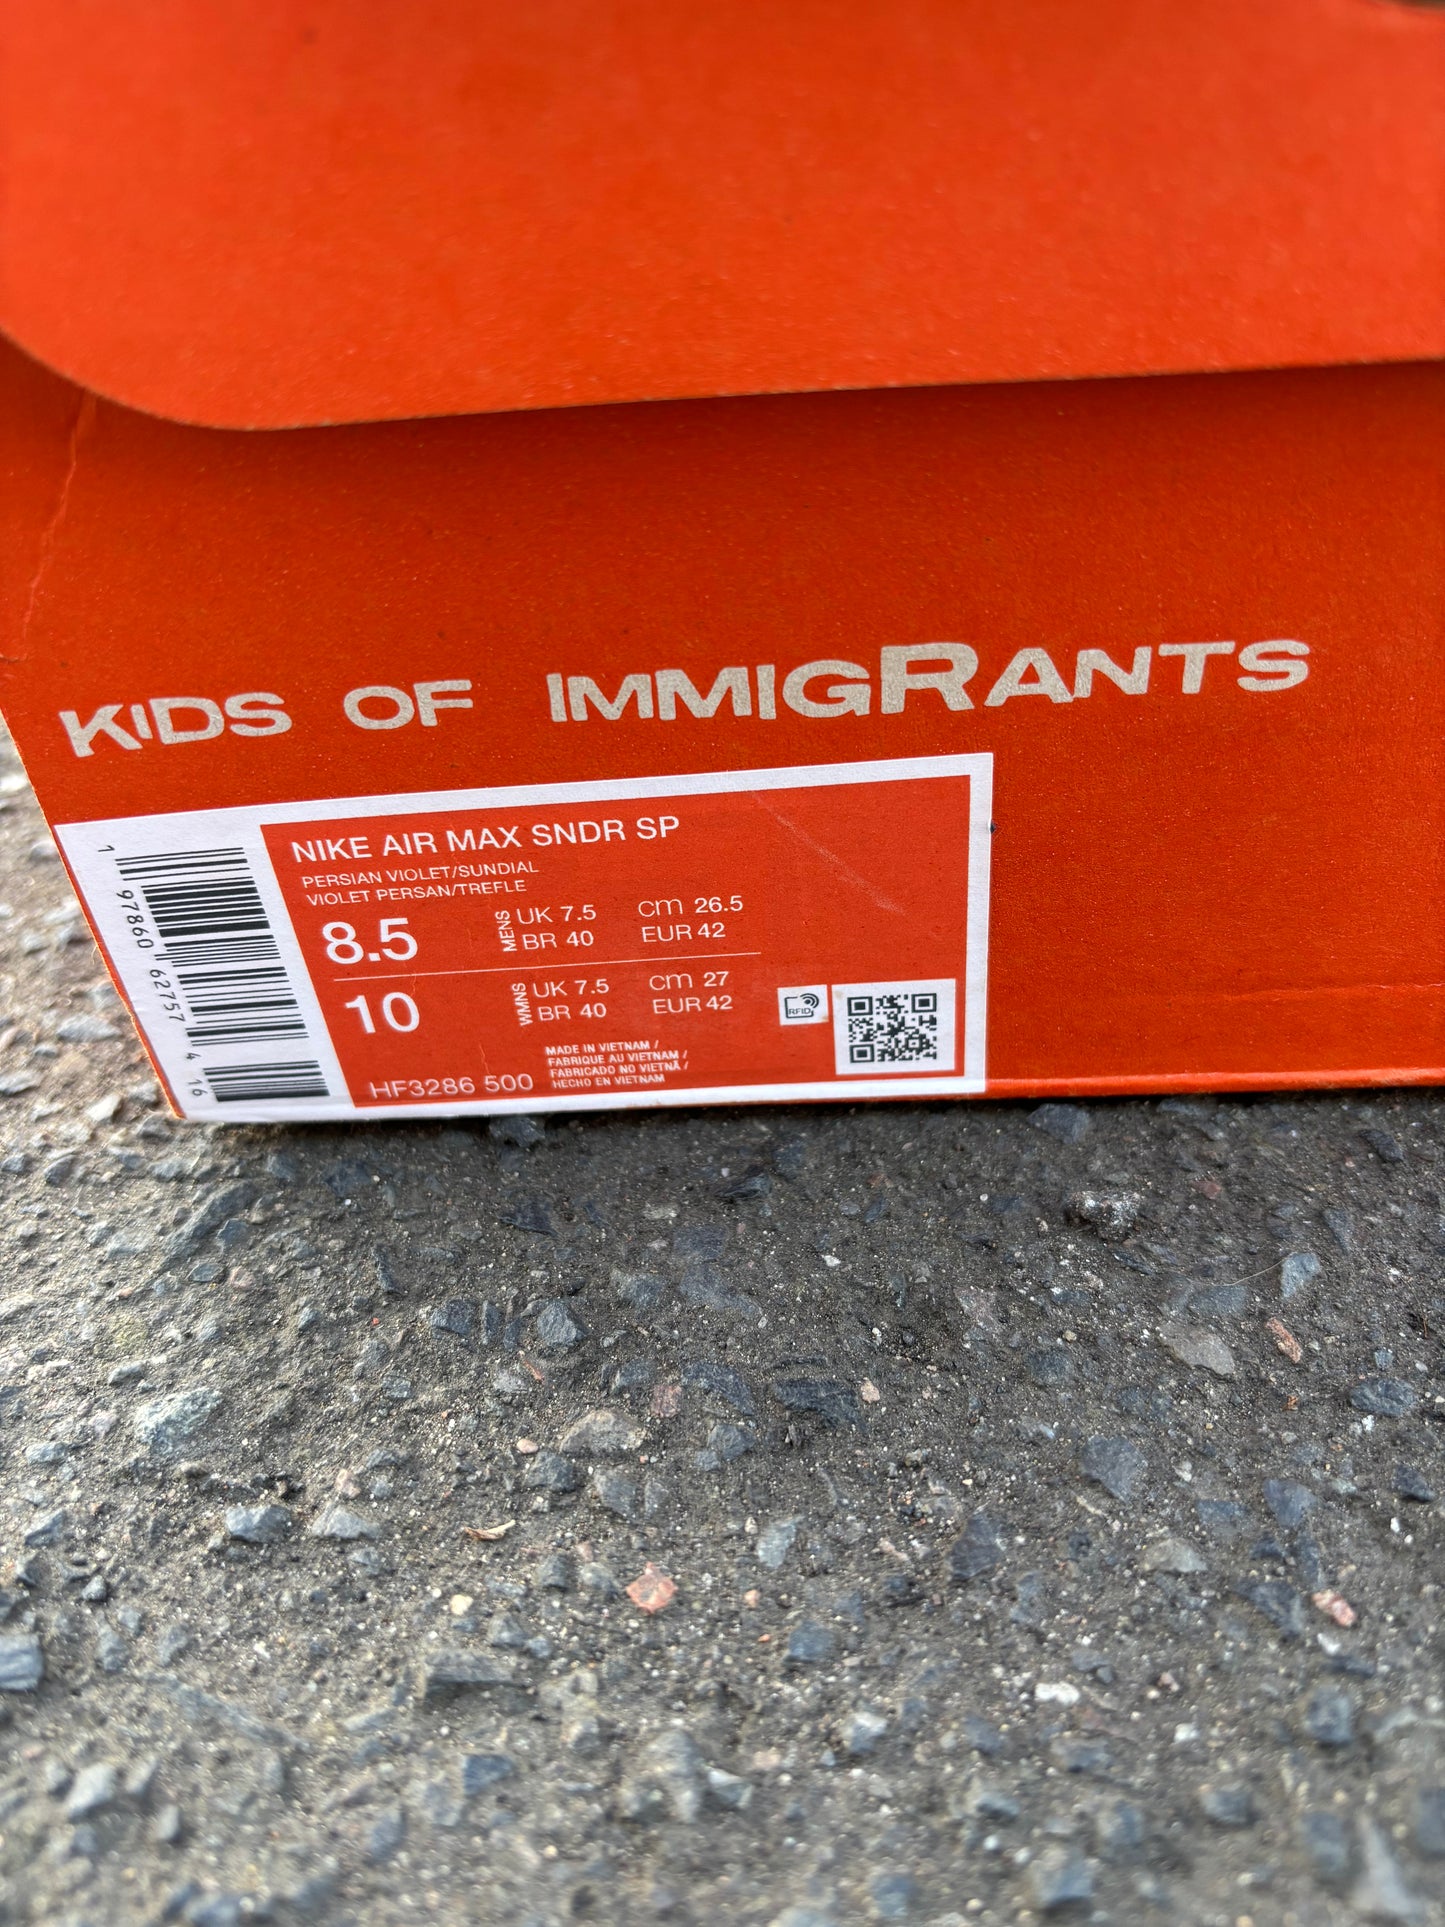 KIDS OF IMMIGRANTS
NIKE AIR MAX SNDR SP
PERSIAN VIOLET/SUNDIAL
VIOLET PERSAN/TREFLE
8.5
MENS
UK 7.5
cm 26.5
BR 40
EUR 42
10
WMNS
UK 7.5
cm 27
BR 40
EUR 42
RFID
MADE IN VIETNAM /
FABRIQUE AU VIETNAM /
FABRICADO NO VIETNÃ /
HECHO EN VIETNAM
HF3286 500
1 97860 62757 4 16